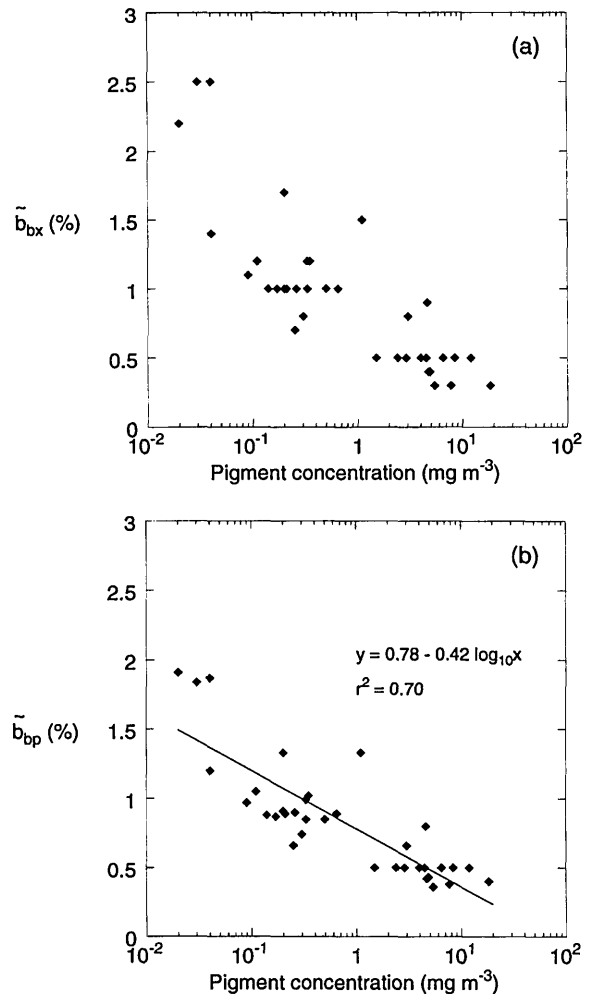 3
(a)
2.5
2
b̃bx (%)
1.5
1
0.5
0
10-2 10-1 1 101 102
Pigment concentration (mg m-3)
3
(b)
2.5
2
y = 0.78 - 0.42 log10x
r2 = 0.70
b̃bp (%)
1.5
1
0.5
0
10-2 10-1 1 101 102
Pigment concentration (mg m-3)